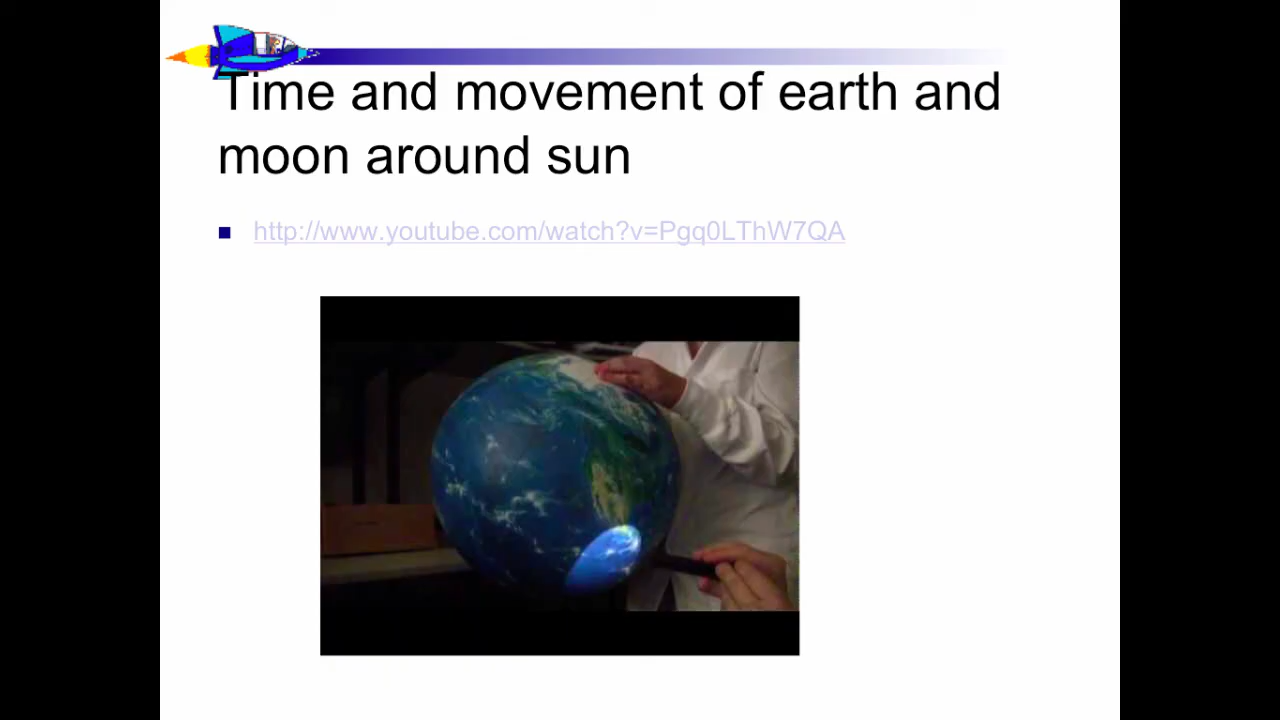 Time and movement of earth and
moon around sun
http://www.youtube.com/watch?v=Pgq0LThW7QA